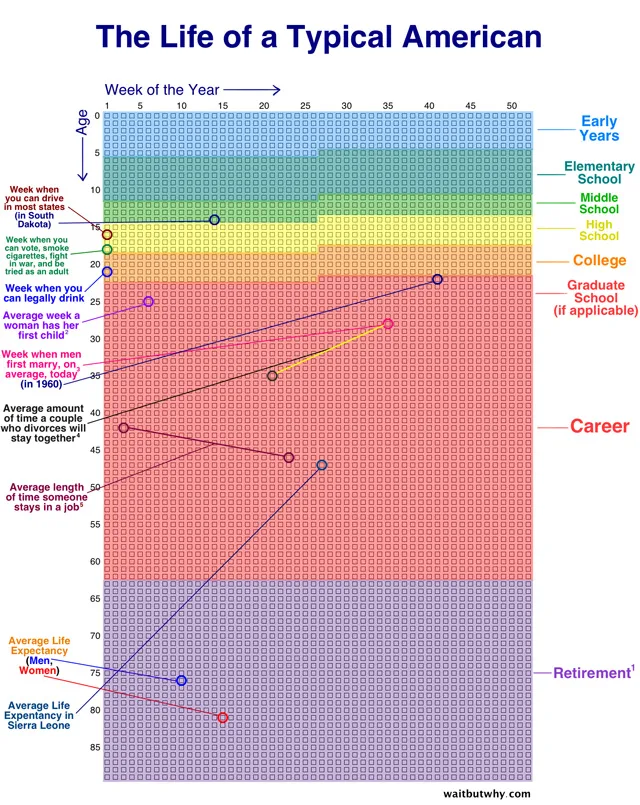 The Life of a Typical American
Week of the Year
1 5 10 15 20 25 30 35 40 45 50
Age
0
5
10
15
20
25
30
35
40
45
50
55
60
65
70
75
80
85
Week when
you can drive
in most states
(in South
Dakota)
Week when you
can vote, smoke
cigarettes, fight
in war, and be
tried as an adult
Week when you
can legally drink
Average week a
woman has her
first child²
Week when men
first marry, on
average, today³
(in 1960)
Average amount
of time a couple
who divorces will
stay together⁴
Average length
of time someone
stays in a job⁵
Average Life
Expectancy
(Men,
Women)
Average Life
Expentancy in
Sierra Leone
Early
Years
Elementary
School
Middle
School
High
School
College
Graduate
School
(if applicable)
Career
Retirement¹
waitbutwhy.com